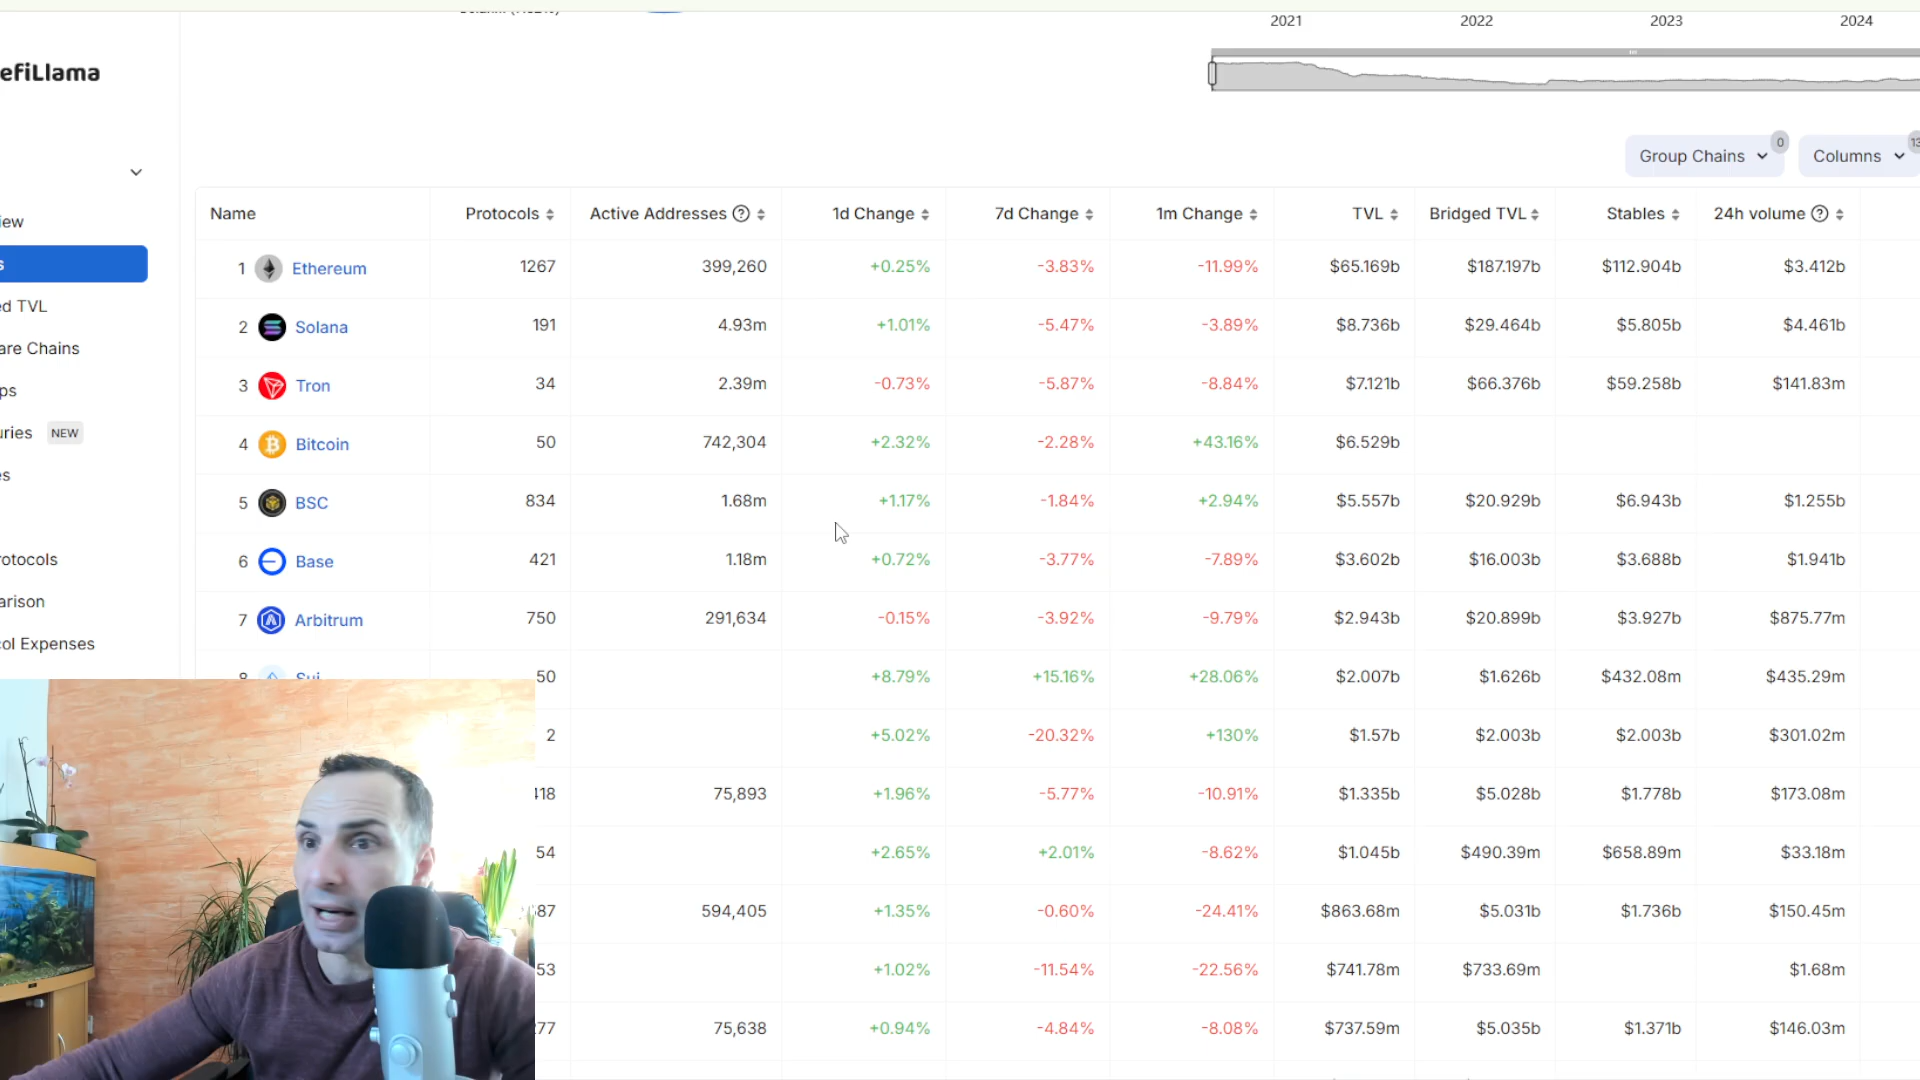 2021 2022 2023 2024
efiLlama
Group Chains 0 Columns 13
iew
s
ed TVL
are Chains
ps
uries NEW
es
rotocols
arison
col Expenses
Name Protocols Active Addresses ? 1d Change 7d Change 1m Change TVL Bridged TVL Stables 24h volume ?
1 Ethereum 1267 399,260 +0.25% -3.83% -11.99% $65.169b $187.197b $112.904b $3.412b
2 Solana 191 4.93m +1.01% -5.47% -3.89% $8.736b $29.464b $5.805b $4.461b
3 Tron 34 2.39m -0.73% -5.87% -8.84% $7.121b $66.376b $59.258b $141.83m
4 Bitcoin 50 742,304 +2.32% -2.28% +43.16% $6.529b
5 BSC 834 1.68m +1.17% -1.84% +2.94% $5.557b $20.929b $6.943b $1.255b
6 Base 421 1.18m +0.72% -3.77% -7.89% $3.602b $16.003b $3.688b $1.941b
7 Arbitrum 750 291,634 -0.15% -3.92% -9.79% $2.943b $20.899b $3.927b $875.77m
8 Sui 50 +8.79% +15.16% +28.06% $2.007b $1.626b $432.08m $435.29m
2 +5.02% -20.32% +130% $1.57b $2.003b $2.003b $301.02m
418 75,893 +1.96% -5.77% -10.91% $1.335b $5.028b $1.778b $173.08m
54 +2.65% +2.01% -8.62% $1.045b $490.39m $658.89m $33.18m
87 594,405 +1.35% -0.60% -24.41% $863.68m $5.031b $1.736b $150.45m
53 +1.02% -11.54% -22.56% $741.78m $733.69m $1.68m
277 75,638 +0.94% -4.84% -8.08% $737.59m $5.035b $1.371b $146.03m